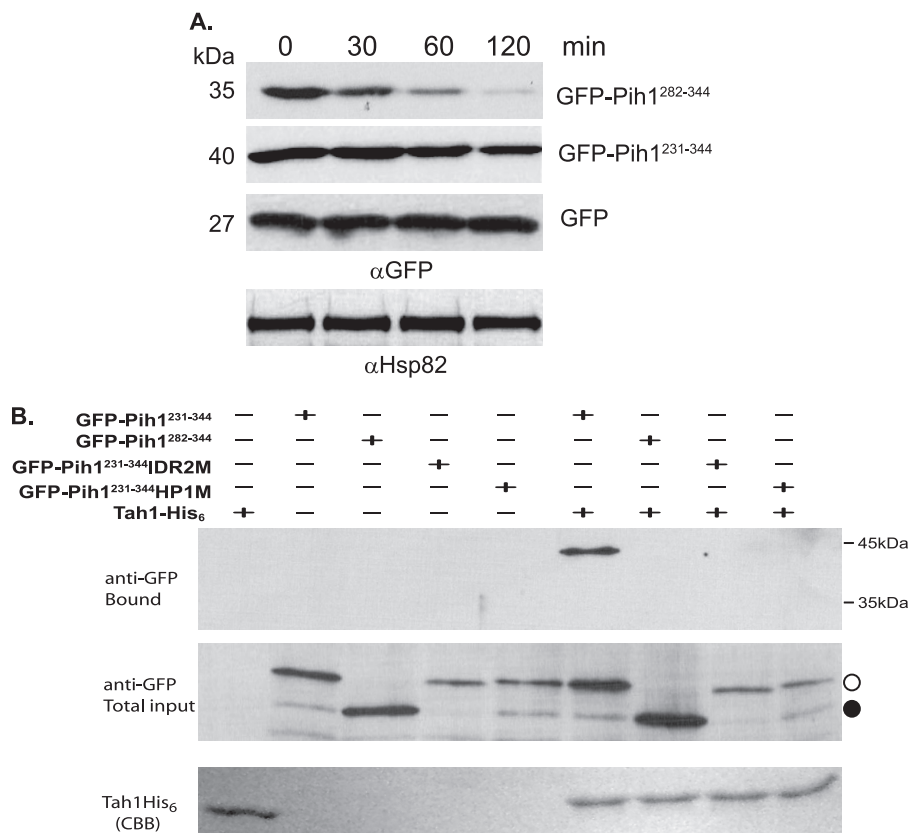 A.
kDa 0 30 60 120 min
35 GFP-Pih1²⁸²⁻³⁴⁴
40 GFP-Pih1²³¹⁻³⁴⁴
27 GFP
αGFP
αHsp82
B.
GFP-Pih1²³¹⁻³⁴⁴ — + — — — + — — —
GFP-Pih1²⁸²⁻³⁴⁴ — — + — — — + — —
GFP-Pih1²³¹⁻³⁴⁴IDR2M — — — + — — — + —
GFP-Pih1²³¹⁻³⁴⁴HP1M — — — — + — — — +
Tah1-His₆ + — — — — + + + +
anti-GFP
Bound
45kDa
35kDa
anti-GFP
Total input
Tah1His₆
(CBB)